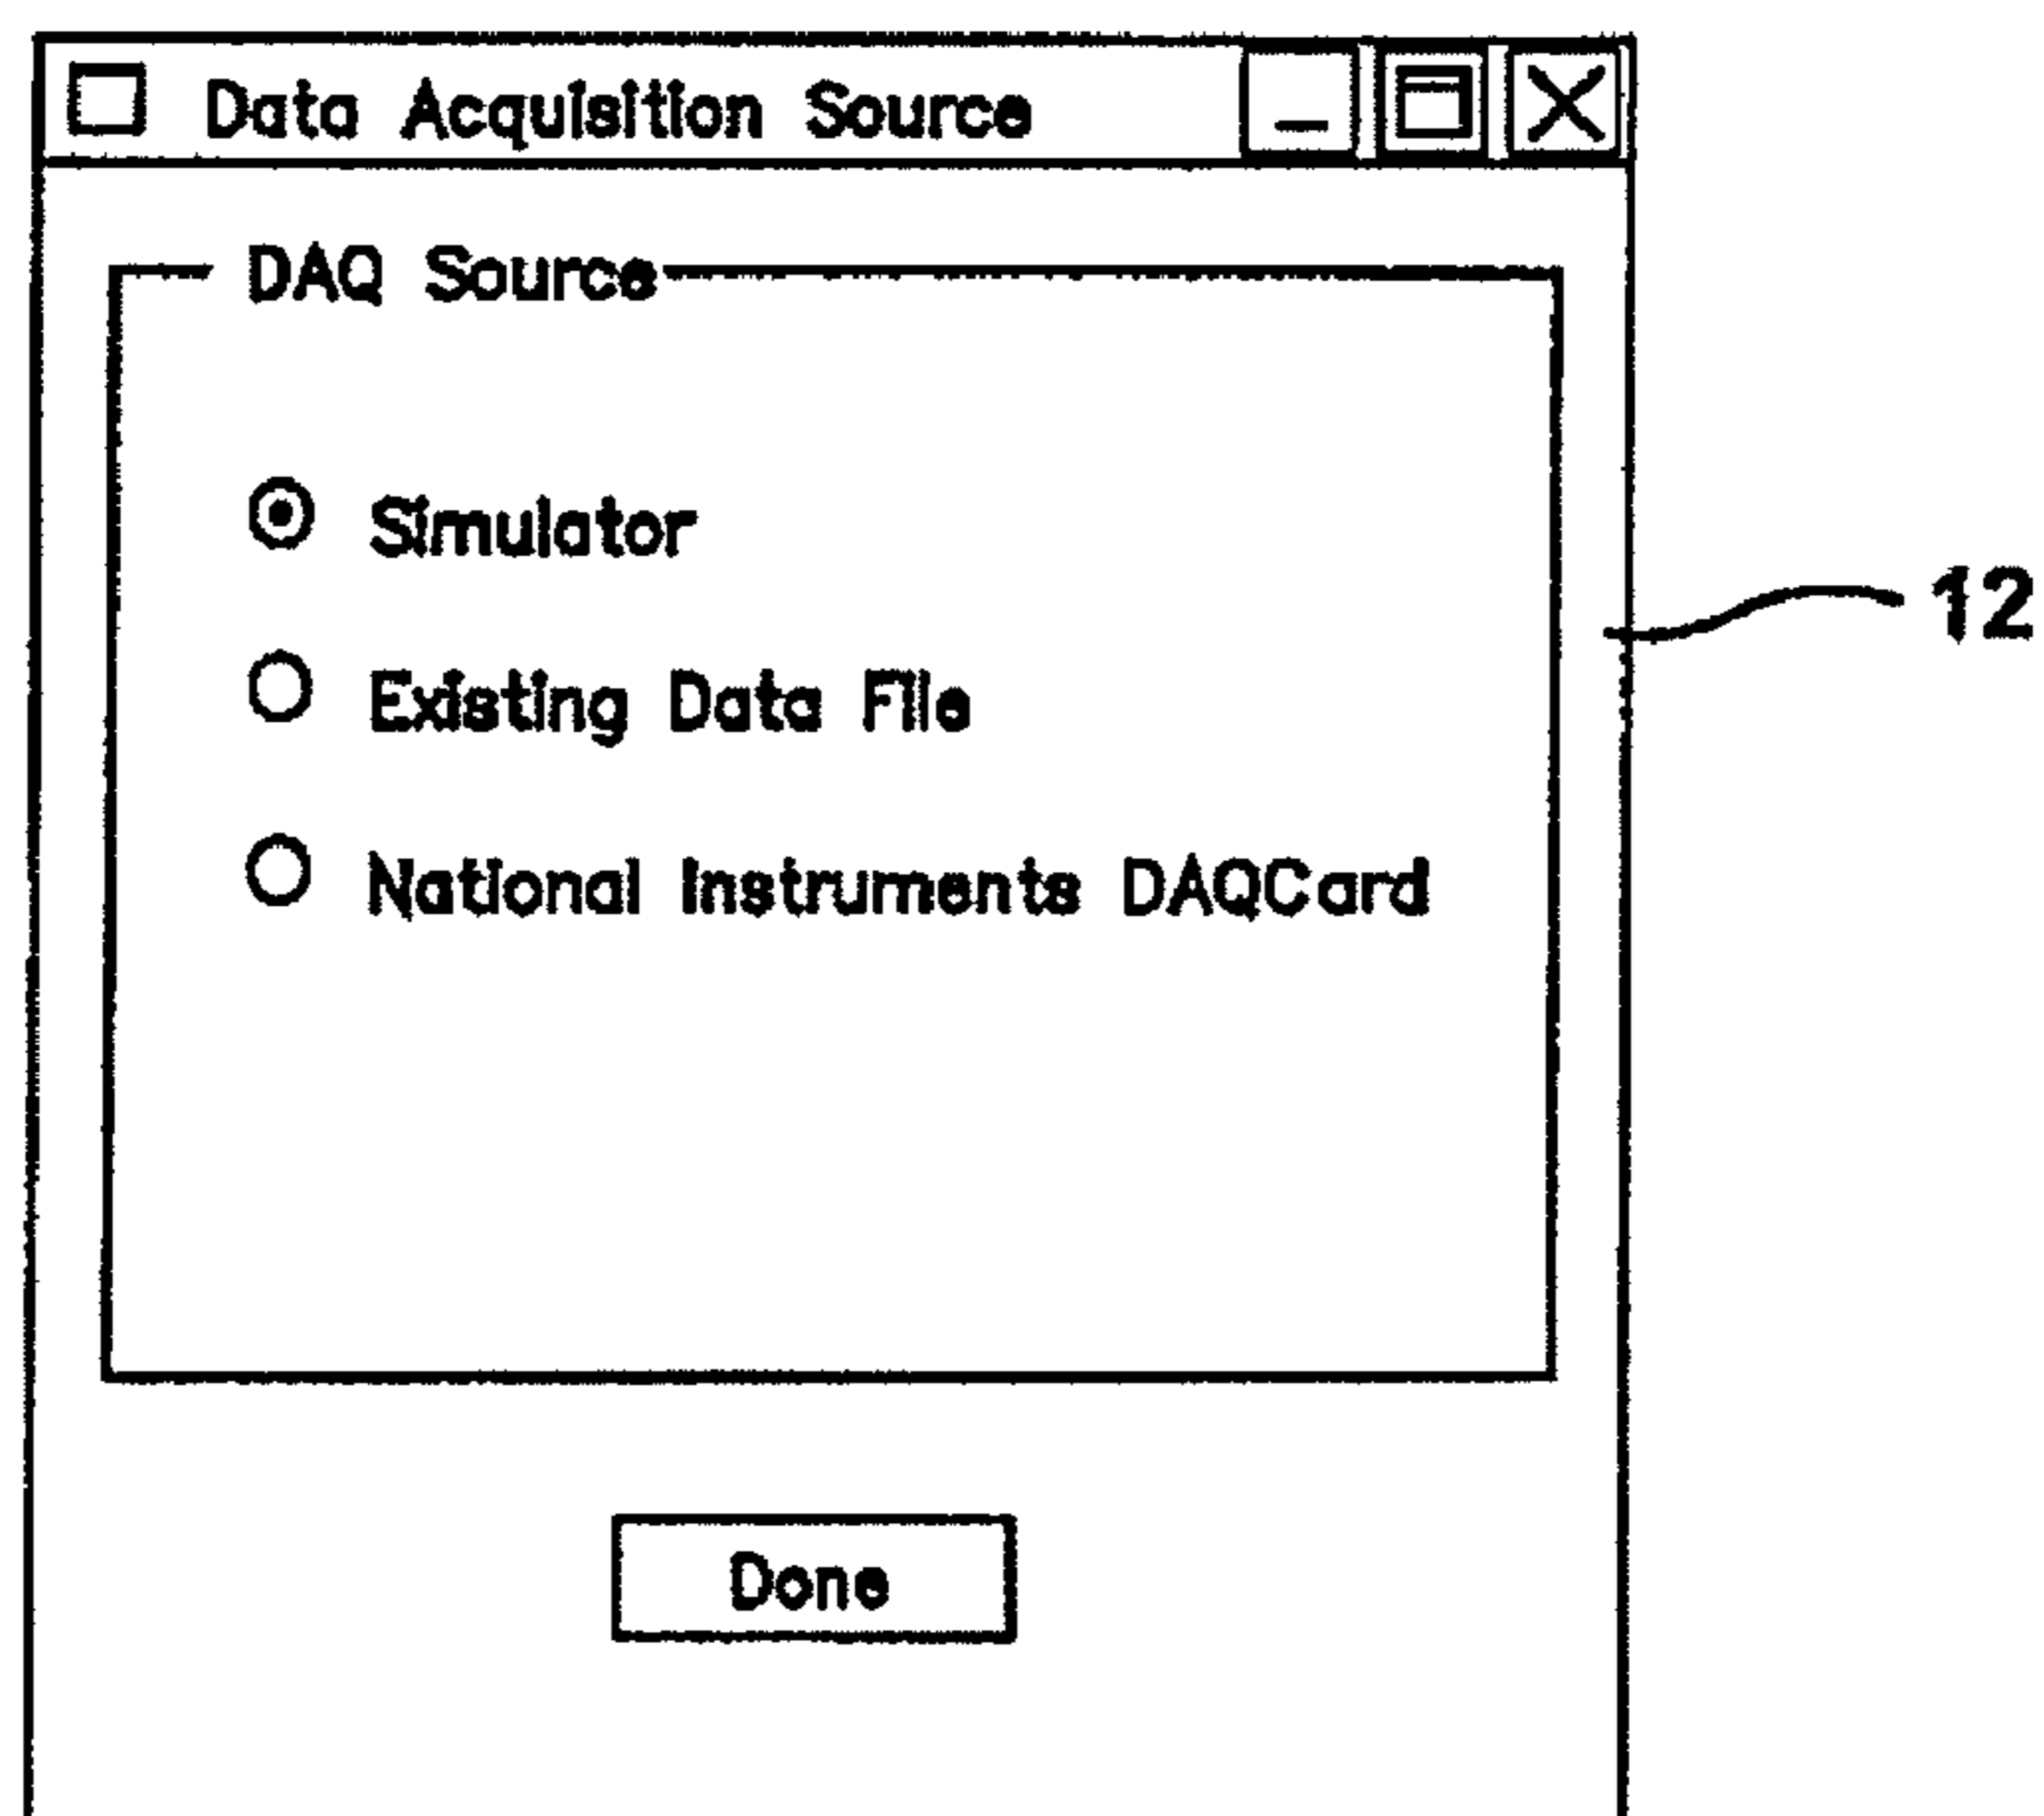 Data Acquisition Source
DAQ Source
Simulator
12
Existing Data File
National Instruments DAQCard
Done